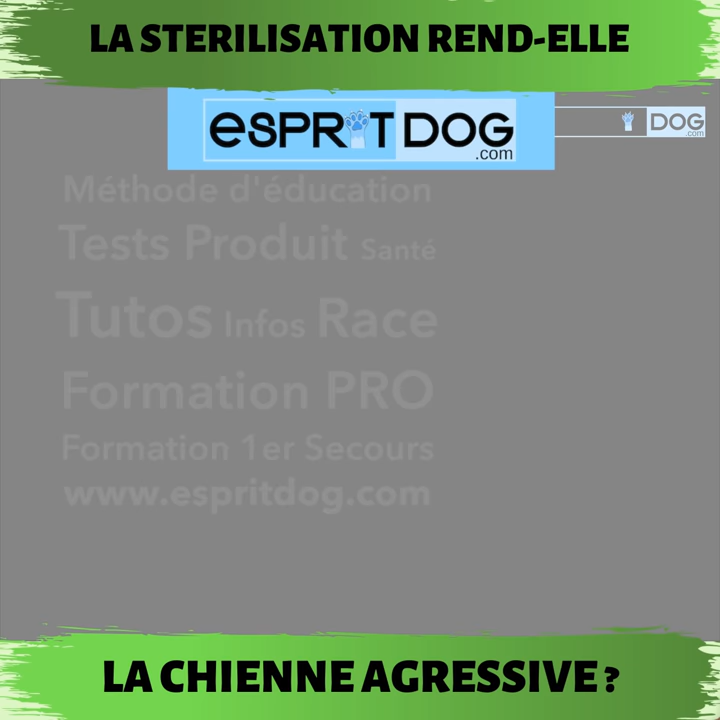 LA STERILISATION REND-ELLE
ESPRIT DOG
.com
DOG
.com
Méthode d'éducation
Tests Produit Santé
Tutos Infos Race
Formation PRO
Formation 1er Secours
www.espritdog.com
LA CHIENNE AGRESSIVE ?